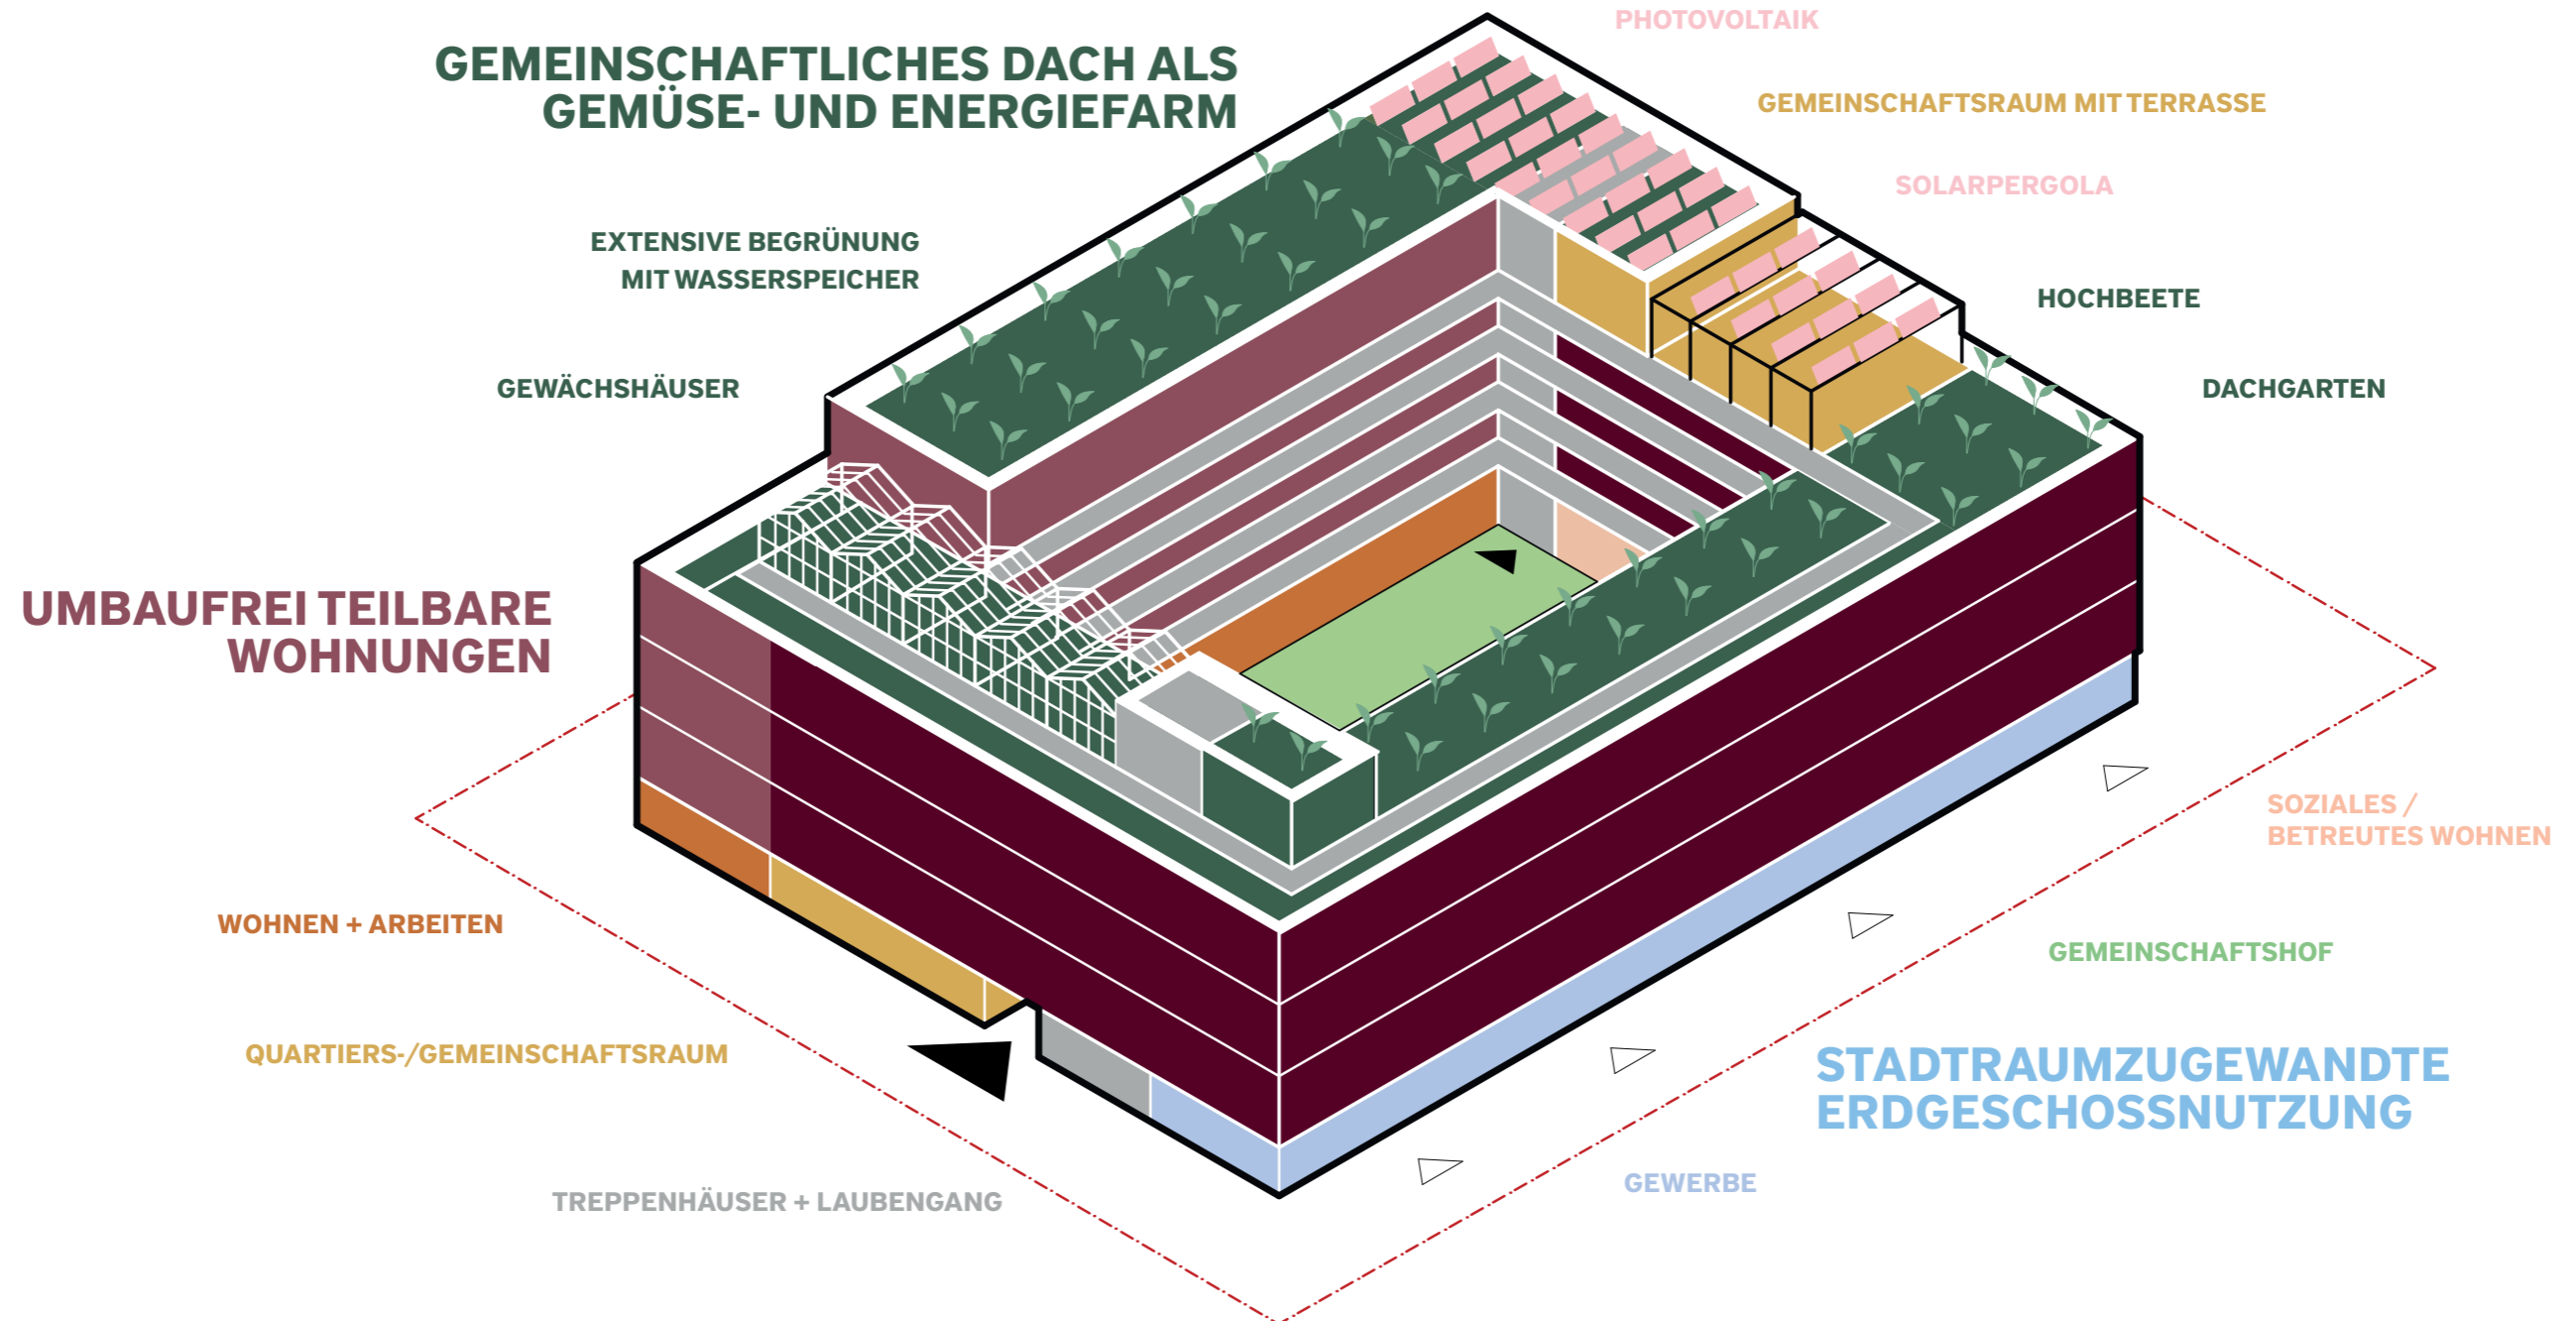 PHOTOVOLTAIK
GEMEINSCHAFTLICHES DACH ALS
GEMÜSE- UND ENERGIEFARM
GEMEINSCHAFTSRAUM MIT TERRASSE
SOLARPERGOLA
EXTENSIVE BEGRÜNUNG
MIT WASSERSPEICHER
HOCHBEETE
GEWÄCHSHÄUSER
DACHGARTEN
UMBAUFREI TEILBARE
WOHNUNGEN
SOZIALES /
BETREUTES WOHNEN
WOHNEN + ARBEITEN
GEMEINSCHAFTSHOF
QUARTIERS-/GEMEINSCHAFTSRAUM
STADTRAUMZUGEWANDTE
ERDGESCHOSSNUTZUNG
GEWERBE
TREPPENHÄUSER + LAUBENGANG